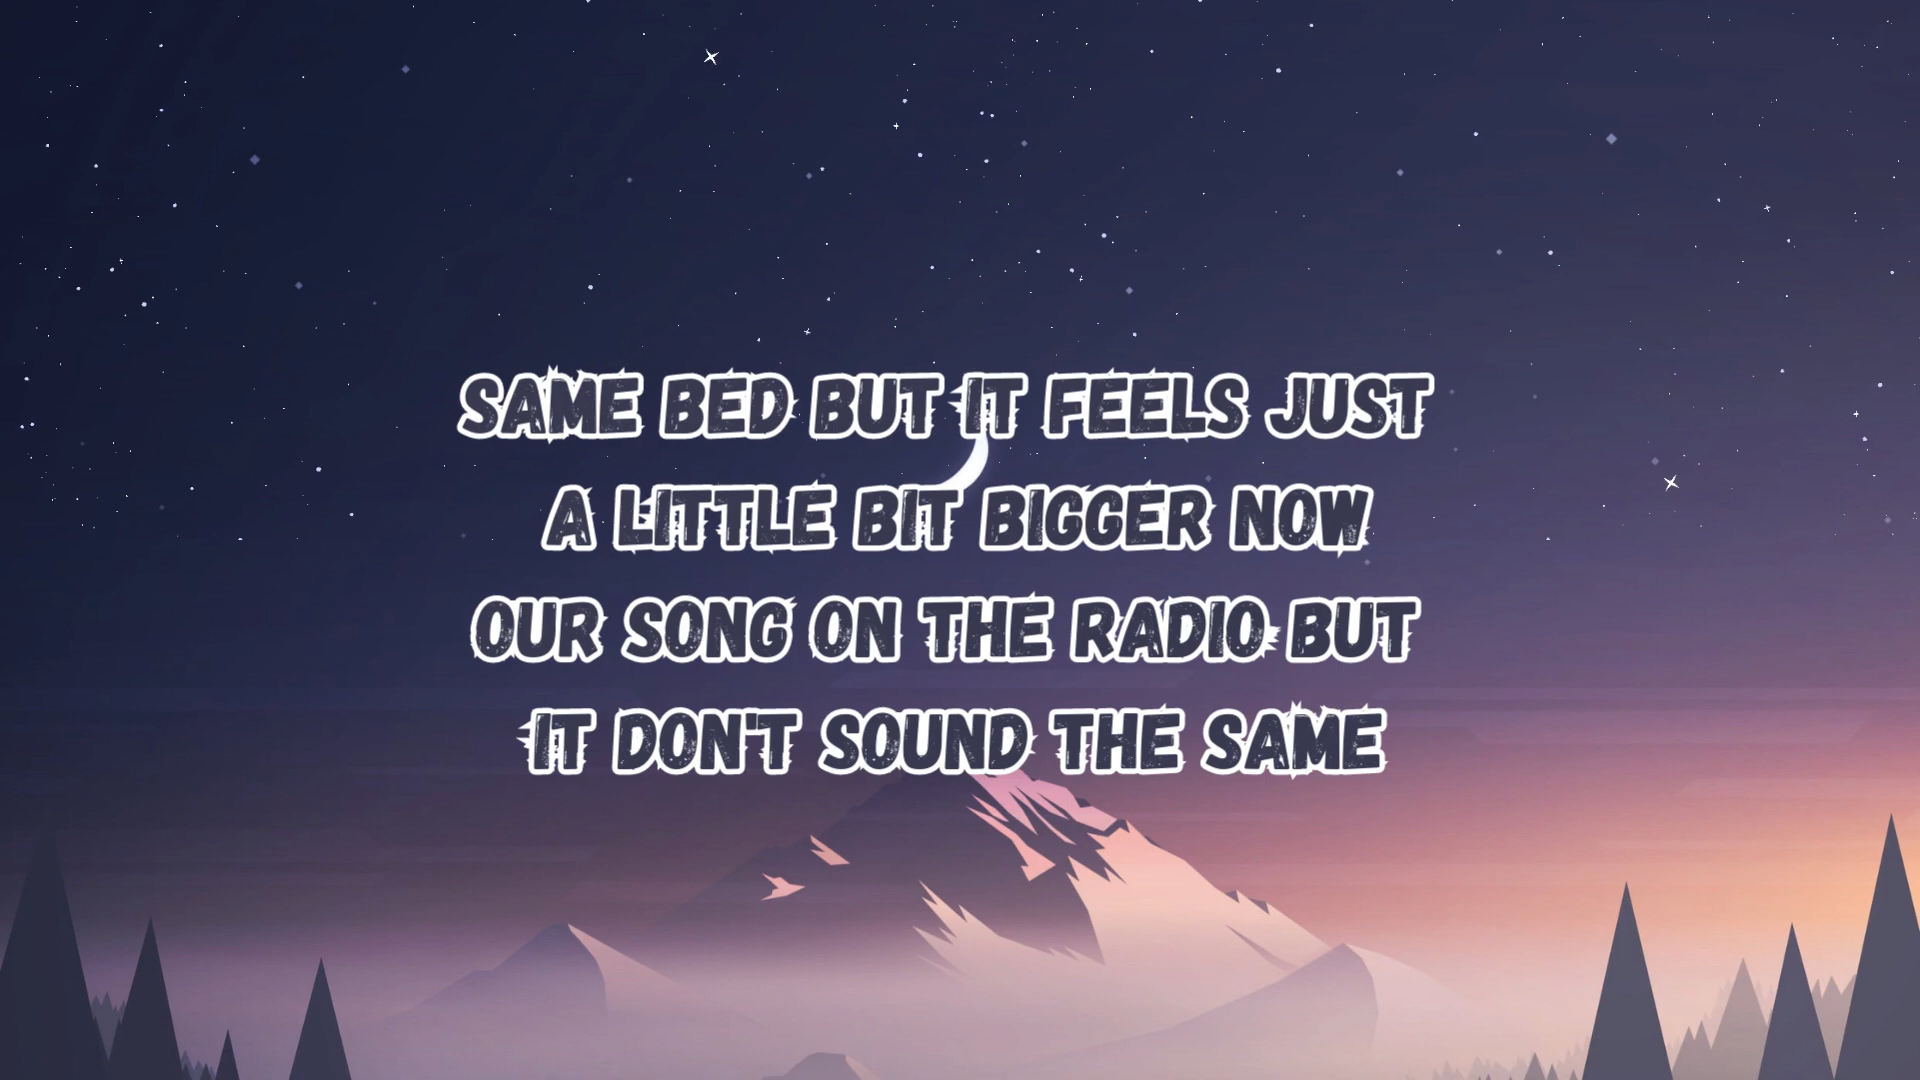 SAME BED BUT IT FEELS JUST
A LITTLE BIT BIGGER NOW
OUR SONG ON THE RADIO BUT
IT DON'T SOUND THE SAME